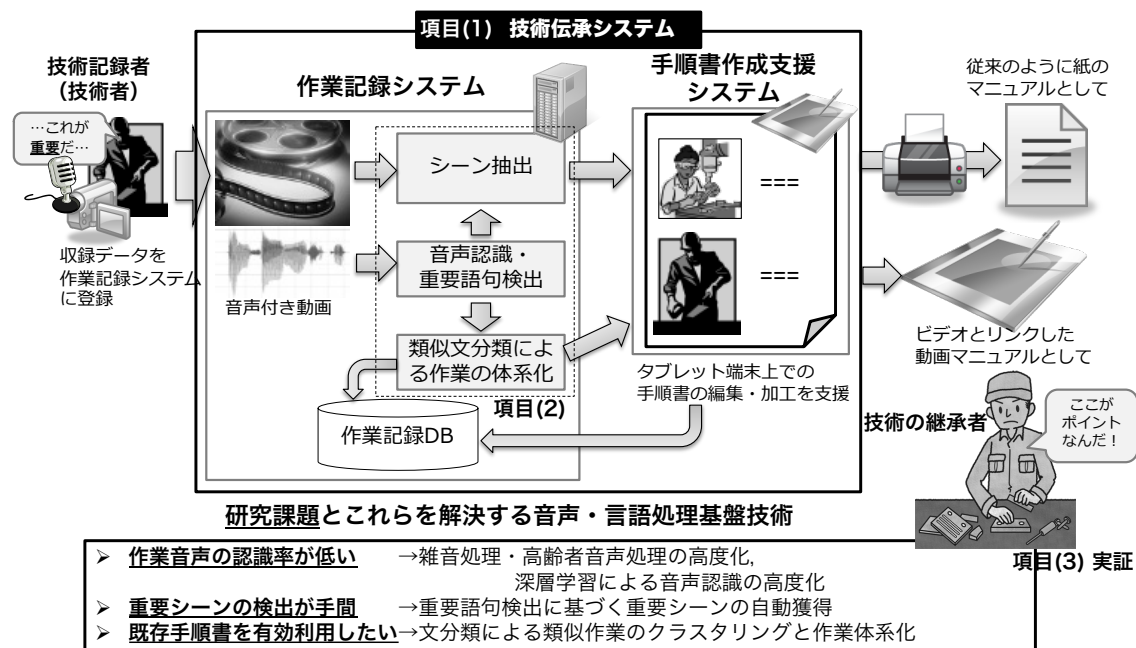 項目(1) 技術伝承システム
技術記録者
（技術者）
…これが
重要だ…
収録データを
作業記録システム
に登録
作業記録システム
音声付き動画
シーン抽出
音声認識・
重要語句検出
類似文分類によ
る作業の体系化
項目(2)
作業記録DB
手順書作成支援
システム
===
===
タブレット端末上での
手順書の編集・加工を支援
従来のように紙の
マニュアルとして
ビデオとリンクした
動画マニュアルとして
技術の継承者
ここが
ポイント
なんだ！
項目(3) 実証
研究課題とこれらを解決する音声・言語処理基盤技術
➢ 作業音声の認識率が低い →雑音処理・高齢者音声処理の高度化,
深層学習による音声認識の高度化
➢ 重要シーンの検出が手間 →重要語句検出に基づく重要シーンの自動獲得
➢ 既存手順書を有効利用したい→文分類による類似作業のクラスタリングと作業体系化